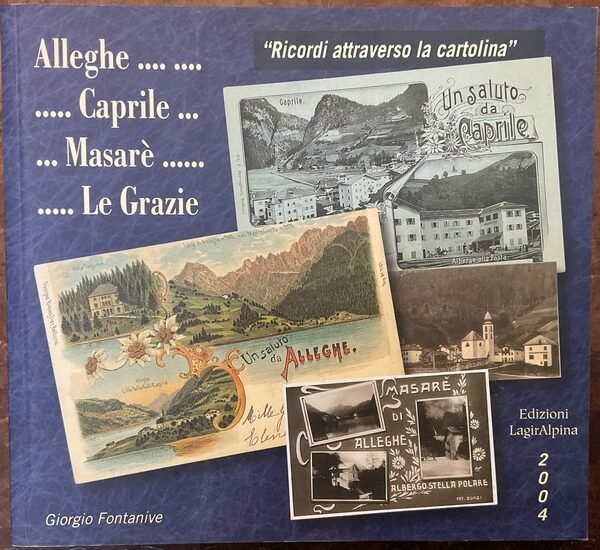 Alleghe .... ....
..... Caprile ...
... Masarè ......
..... Le Grazie
"Ricordi attraverso la cartolina"
Caprile.
Un saluto
da
Caprile
Albergo alla Posta
Un saluto
da ALLEGHE.
MASARÈ
DI
ALLEGHE
ALBERGO STELLA POLARE
Edizioni
LagirAlpina
2004
Giorgio Fontanive